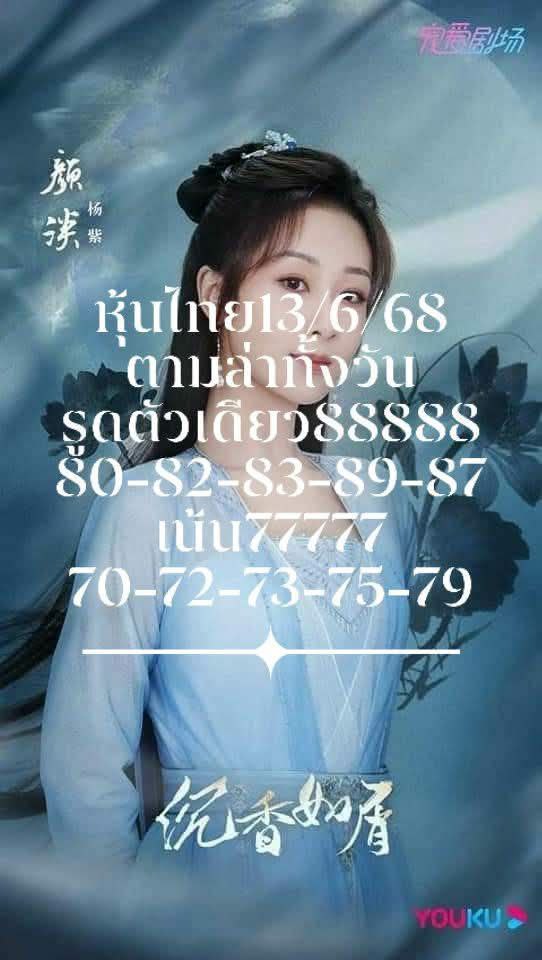 宠爱剧场
颜
淡
杨
紫
หุ้นไทย13/6/68
ตามล่าทั้งวัน
รูดตัวเดียว88888
80-82-83-89-87
เน้น77777
70-72-73-75-79
沉香如屑
YOUKU